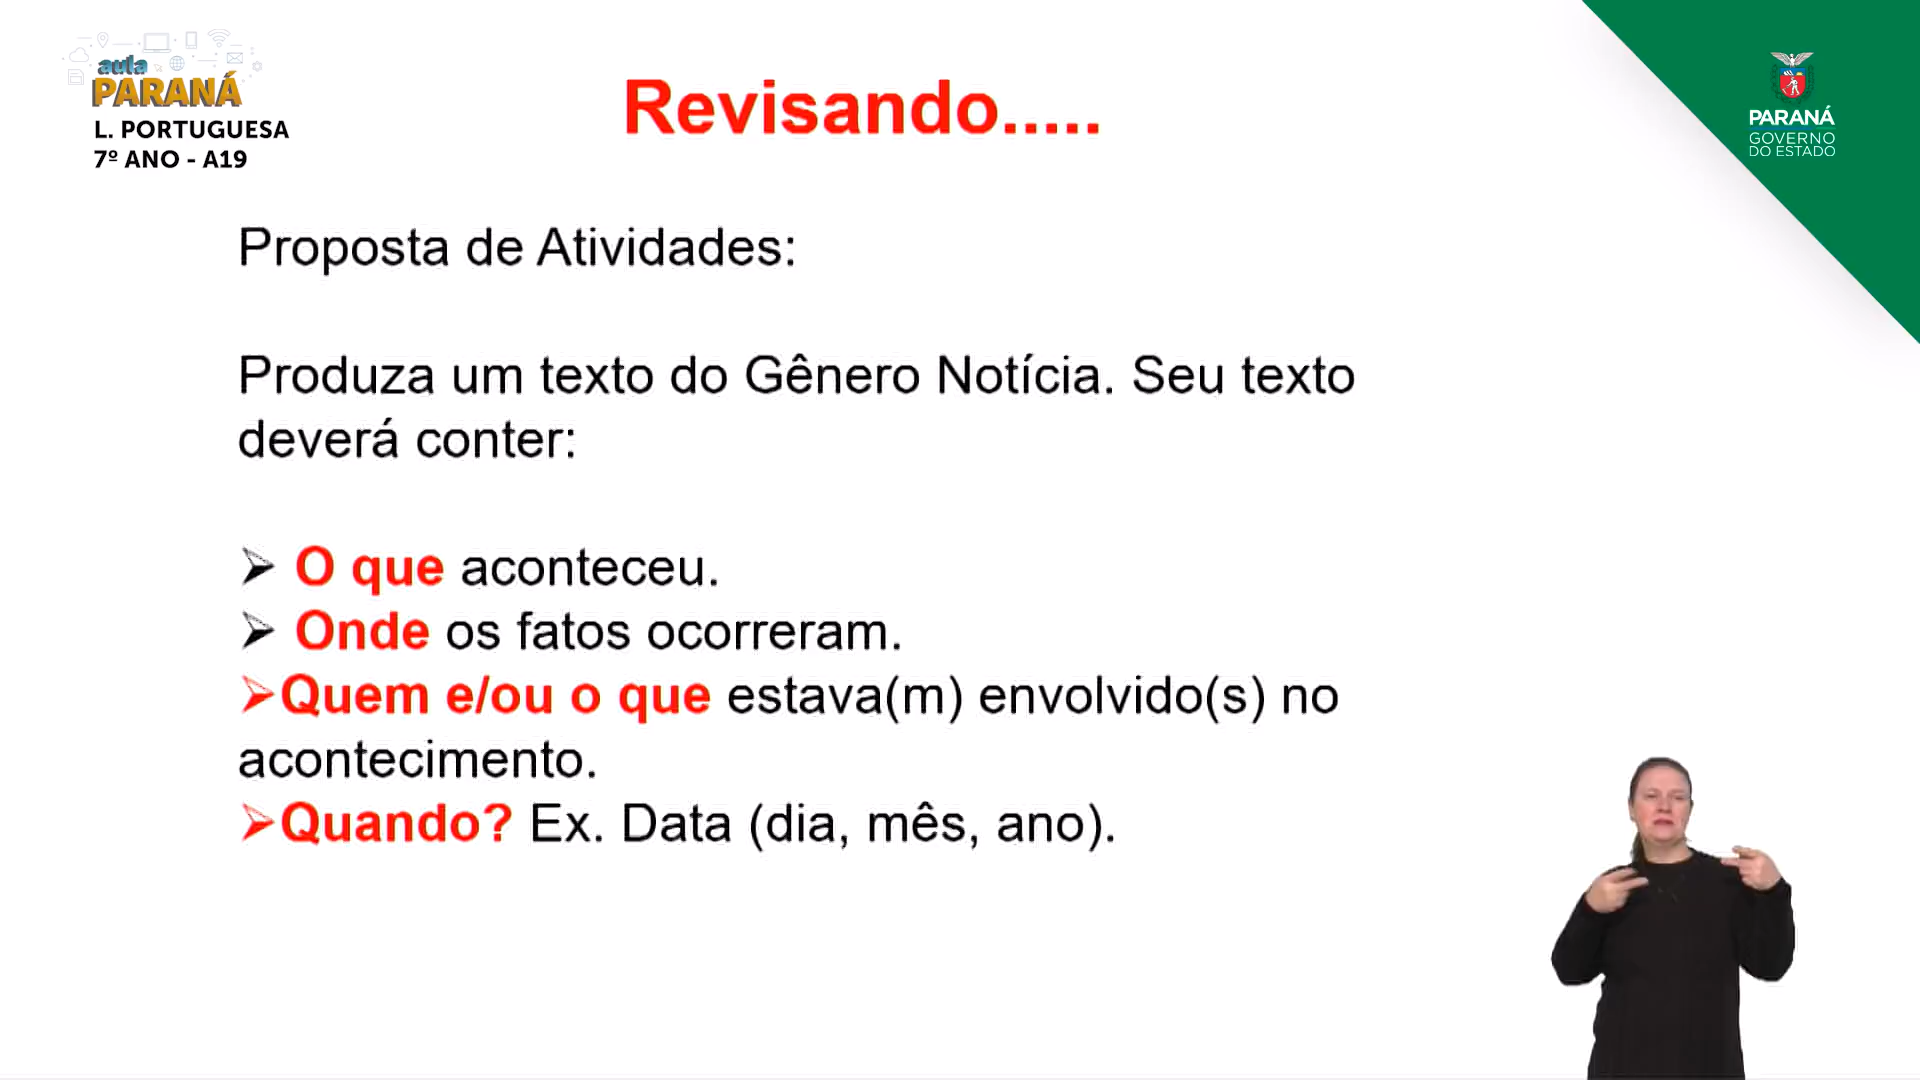 aula
PARANÁ
L. PORTUGUESA
7º ANO - A19
Revisando.....
PARANÁ
GOVERNO
DO ESTADO
Proposta de Atividades:
Produza um texto do Gênero Notícia. Seu texto
deverá conter:
➢ O que aconteceu.
➢ Onde os fatos ocorreram.
➢Quem e/ou o que estava(m) envolvido(s) no
acontecimento.
➢Quando? Ex. Data (dia, mês, ano).